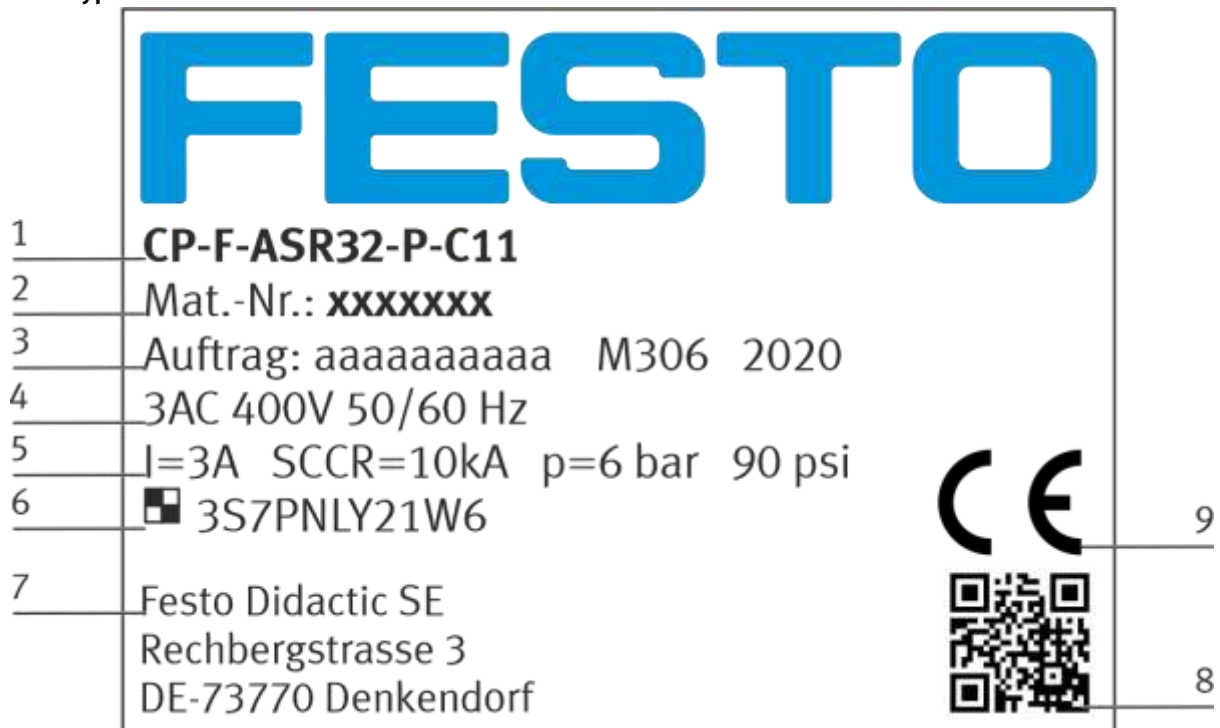 FESTO
1 CP-F-ASR32-P-C11
2 Mat.-Nr.: xxxxxxx
3 Auftrag: aaaaaaaaaa M306 2020
4 3AC 400V 50/60 Hz
5 I=3A SCCR=10kA p=6 bar 90 psi
6 3S7PNLY21W6
CE 9
7 Festo Didactic SE
Rechbergstrasse 3
DE-73770 Denkendorf
8